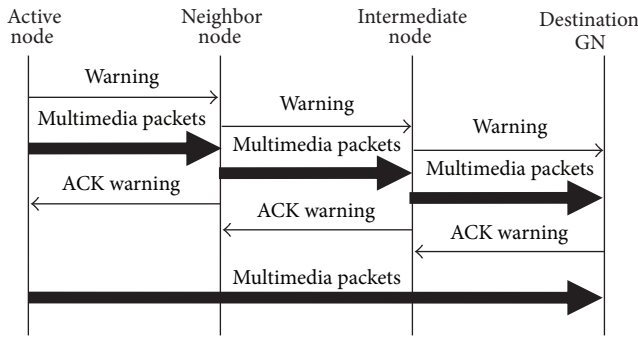 Active
node
Neighbor
node
Intermediate
node
Destination
GN
Warning
Multimedia packets
Warning
Multimedia packets
Warning
Multimedia packets
ACK warning
ACK warning
ACK warning
Multimedia packets